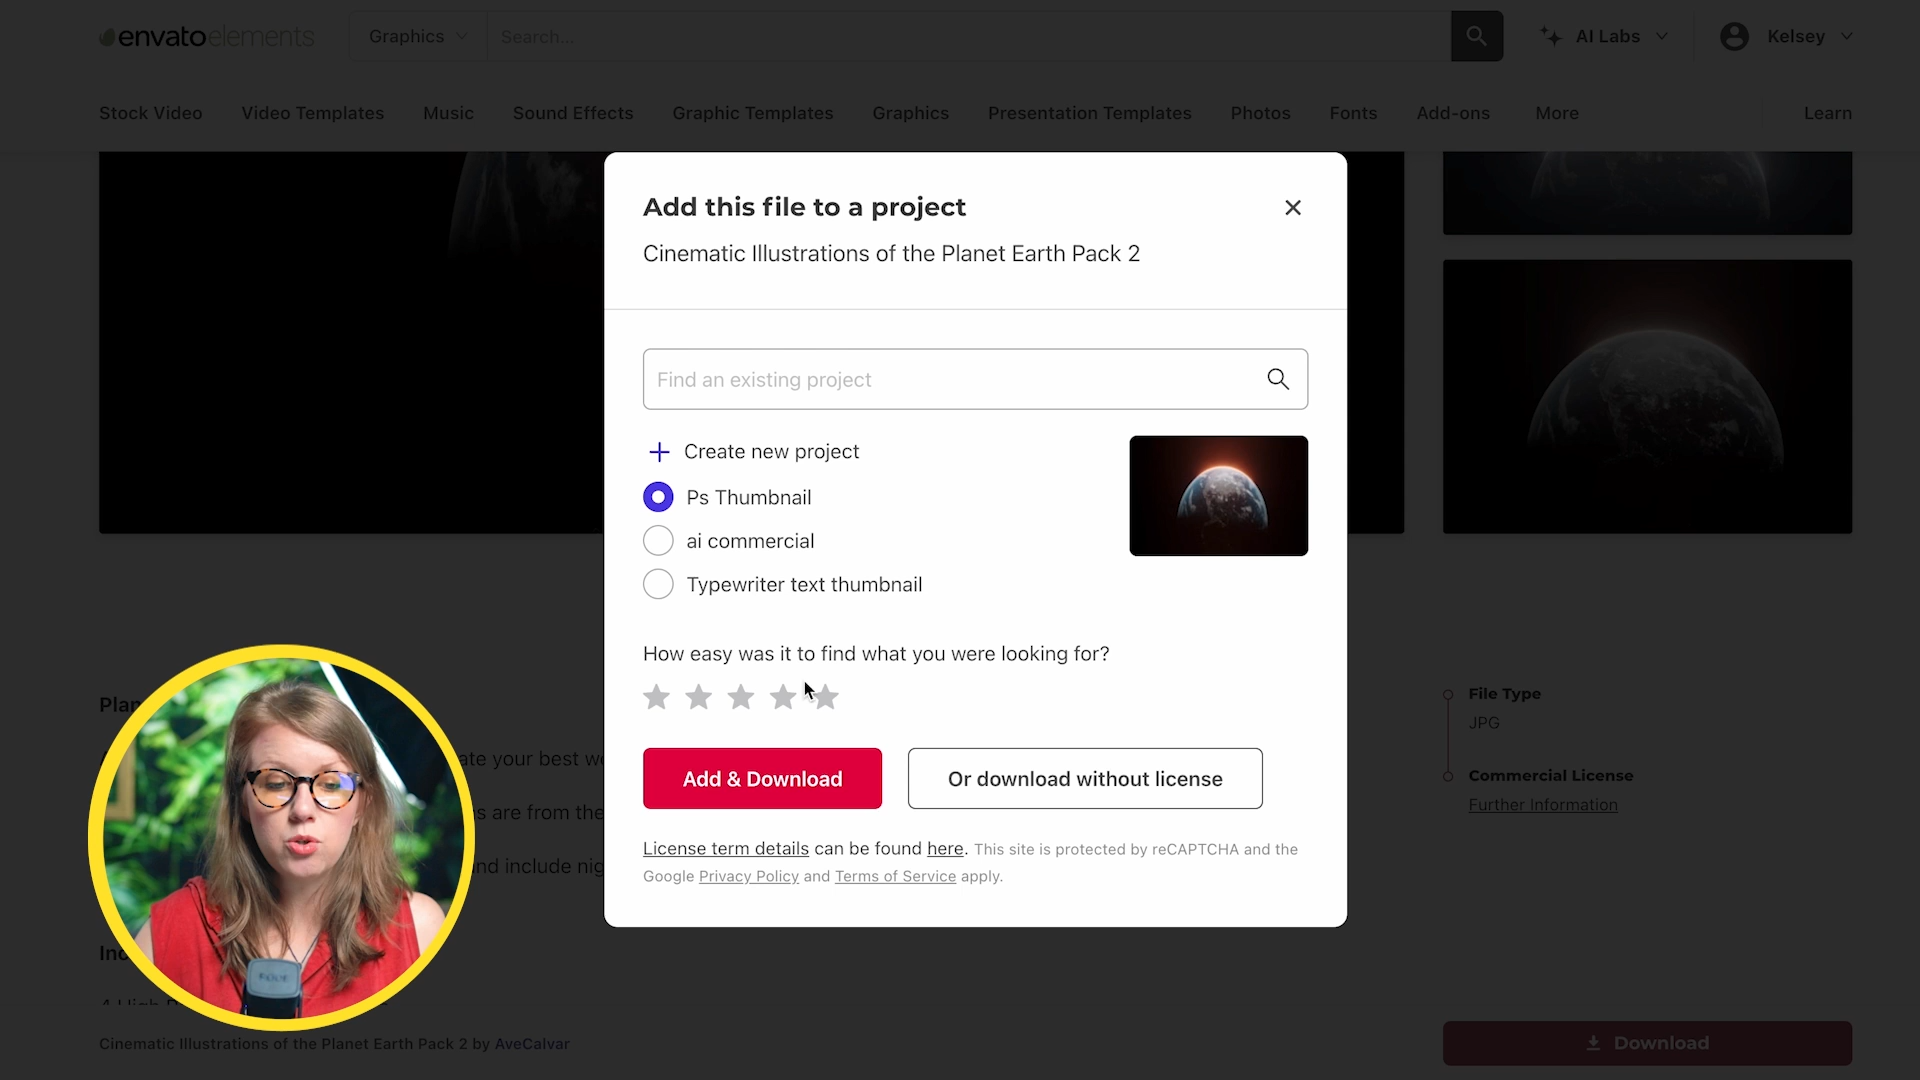 envato elements
Graphics
Search...
AI Labs
Kelsey
Stock Video
Video Templates
Music
Sound Effects
Graphic Templates
Graphics
Presentation Templates
Photos
Fonts
Add-ons
More
Learn
Add this file to a project
Cinematic Illustrations of the Planet Earth Pack 2
Find an existing project
Create new project
Ps Thumbnail
ai commercial
Typewriter text thumbnail
How easy was it to find what you were looking for?
Add & Download
Or download without license
License term details can be found here. This site is protected by reCAPTCHA and the
Google Privacy Policy and Terms of Service apply.
File Type
JPG
Commercial License
Further Information
ate your best
s are from the
nd include
Cinematic Illustrations of the Planet Earth Pack 2 by AveCalvar
Download